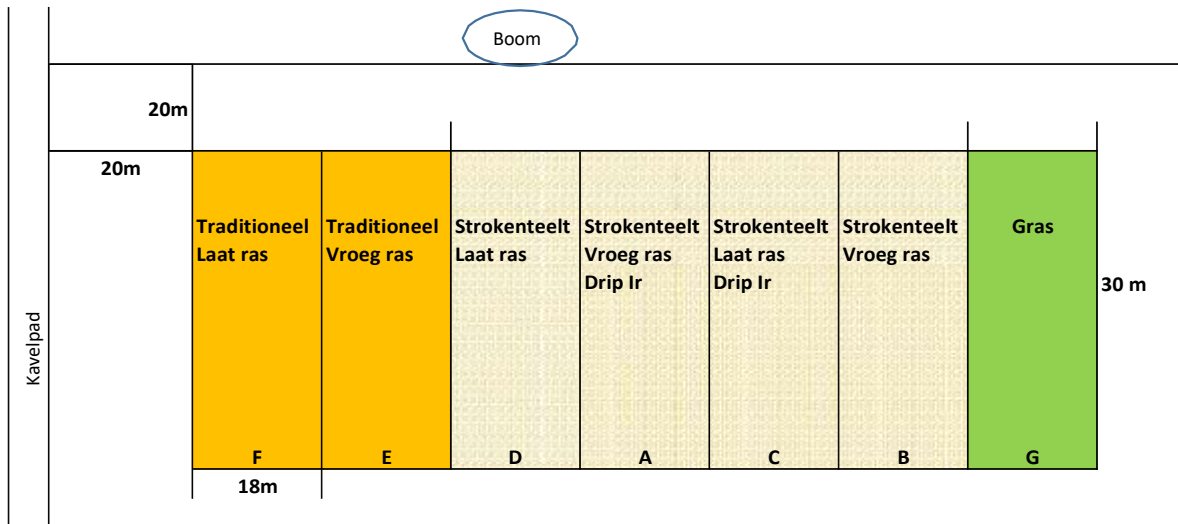 Boom
20m
20m
Traditioneel
Laat ras
Traditioneel
Vroeg ras
Strokenteelt
Laat ras
Strokenteelt
Vroeg ras
Drip Ir
Strokenteelt
Laat ras
Drip Ir
Strokenteelt
Vroeg ras
Gras
30 m
Kavelpad
F
E
D
A
C
B
G
18m